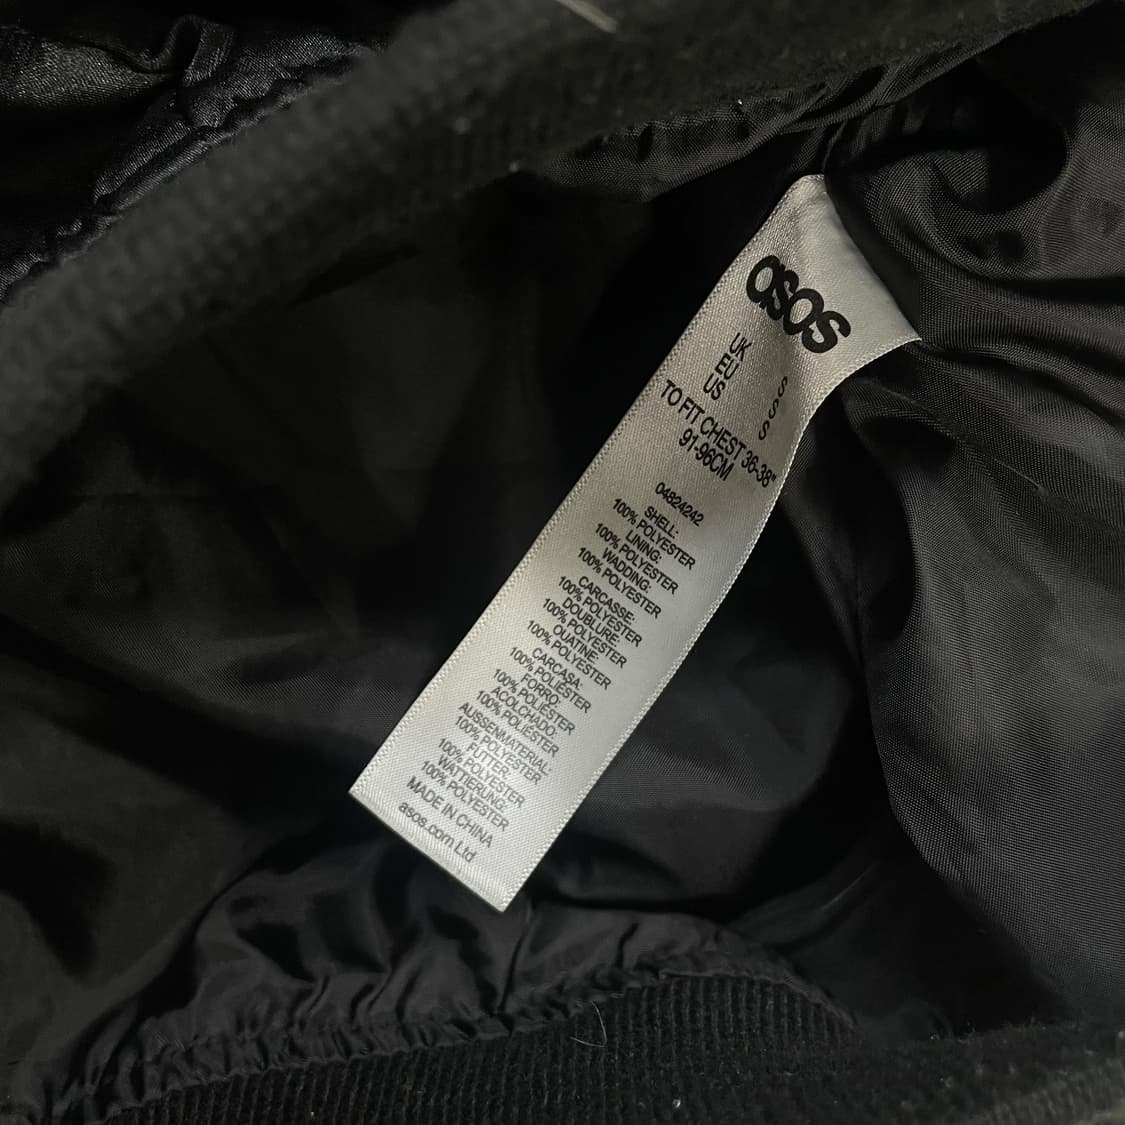 asos
UK S
EU S
US S
TO FIT CHEST 36-38"
91-96CM
04824242
SHELL:
100% POLYESTER
LINING:
100% POLYESTER
WADDING:
100% POLYESTER
CARCASSE:
100% POLYESTER
DOUBLURE:
100% POLYESTER
OUATINE:
100% POLYESTER
CARCASA:
100% POLIÉSTER
FORRO:
100% POLIÉSTER
ACOLCHADO:
100% POLIÉSTER
AUSSENMATERIAL:
100% POLYESTER
FUTTER:
100% POLYESTER
WATTIERUNG:
100% POLYESTER
MADE IN CHINA
asos.com Ltd